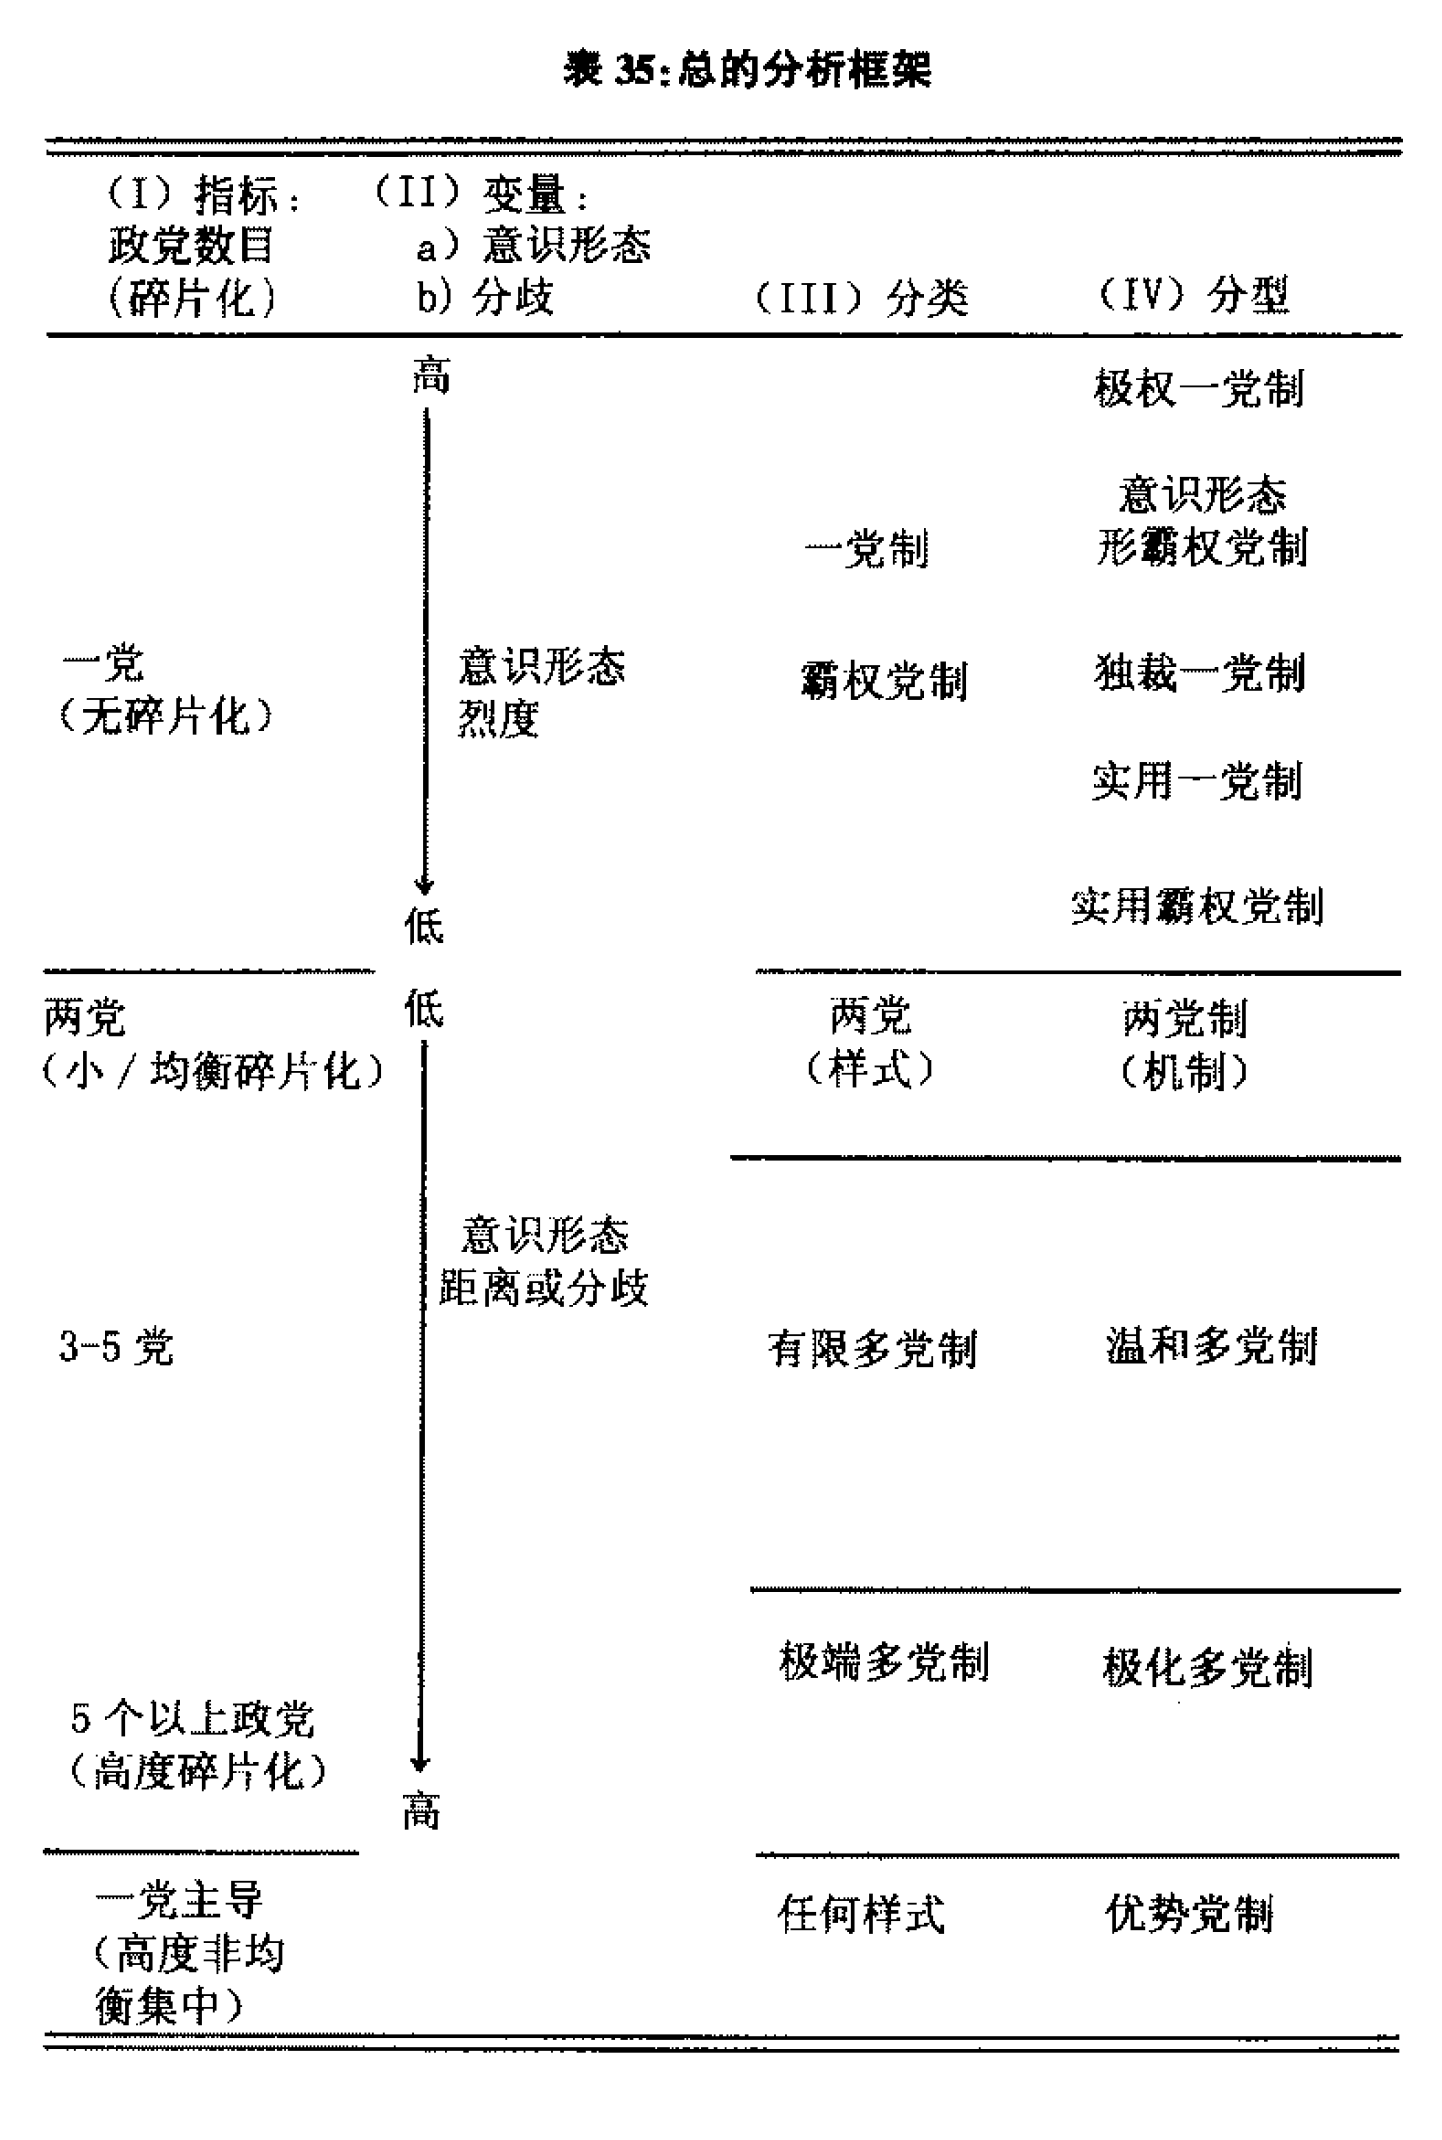 表 35:总的分析框架
(I) 指标: (II) 变量:
政党数目 a) 意识形态
(碎片化) b) 分歧 (III) 分类 (IV) 分型
高
极权一党制
意识形态
一党制 形霸权党制
一党 意识形态 霸权党制 独裁一党制
(无碎片化) 烈度
实用一党制
实用霸权党制
低
两党 低 两党 两党制
(小/均衡碎片化) (样式) (机制)
意识形态
距离或分歧
3-5 党 有限多党制 温和多党制
极端多党制 极化多党制
5 个以上政党
(高度碎片化)
高
一党主导 任何样式 优势党制
(高度非均
衡集中)